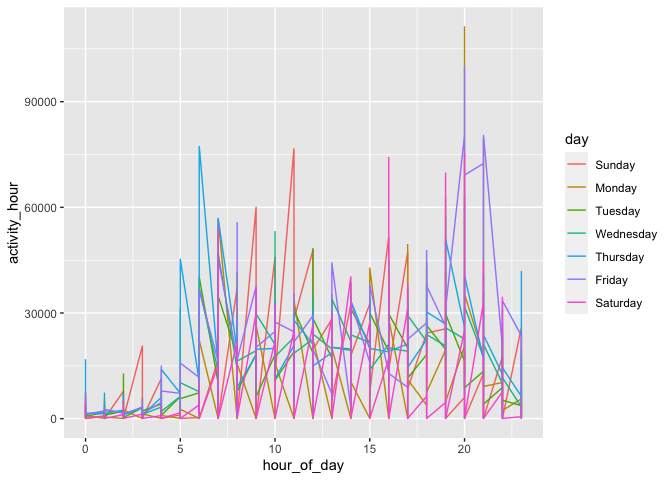 90000
60000
30000
0
activity_hour
0 5 10 15 20
hour_of_day
day
Sunday
Monday
Tuesday
Wednesday
Thursday
Friday
Saturday